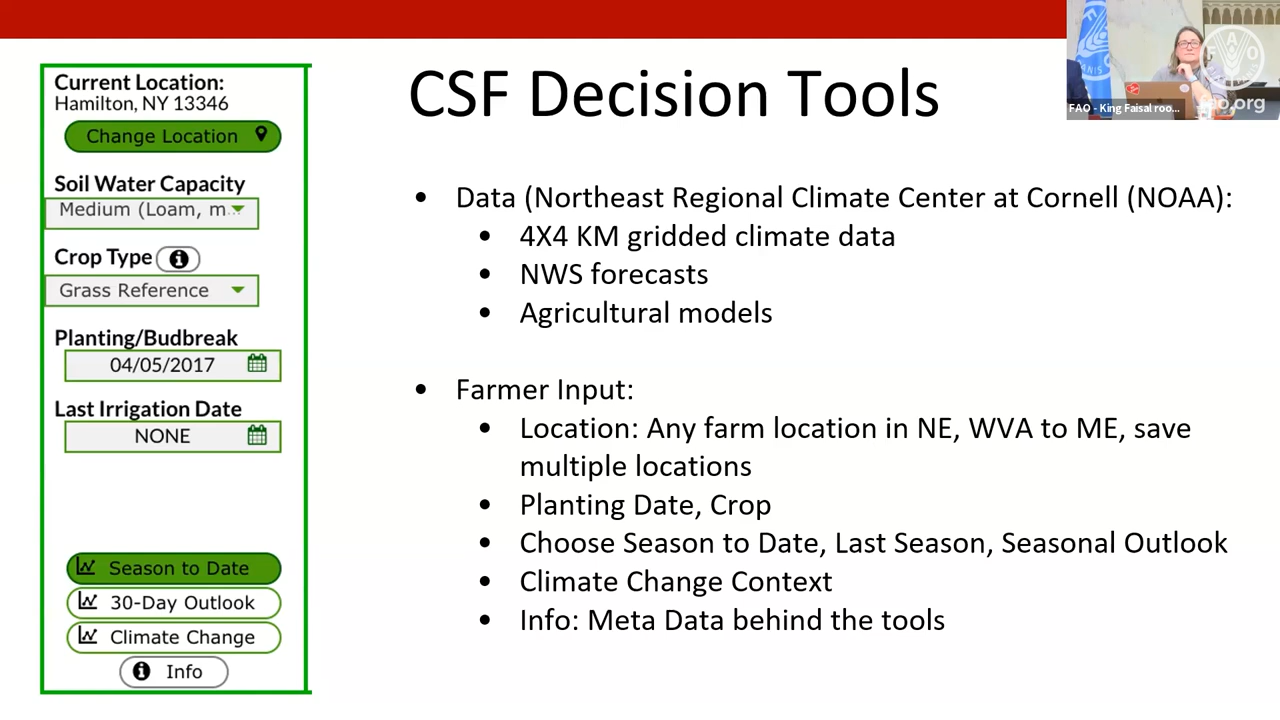 Current Location:
Hamilton, NY 13346
Change Location
Soil Water Capacity
Medium (Loam, m...
Crop Type
Grass Reference
Planting/Budbreak
04/05/2017
Last Irrigation Date
NONE
Season to Date
30-Day Outlook
Climate Change
Info
CSF Decision Tools
• Data (Northeast Regional Climate Center at Cornell (NOAA):
• 4X4 KM gridded climate data
• NWS forecasts
• Agricultural models
• Farmer Input:
• Location: Any farm location in NE, WVA to ME, save
multiple locations
• Planting Date, Crop
• Choose Season to Date, Last Season, Seasonal Outlook
• Climate Change Context
• Info: Meta Data behind the tools
FAO
FAO - King Faisal roo...
fao.org